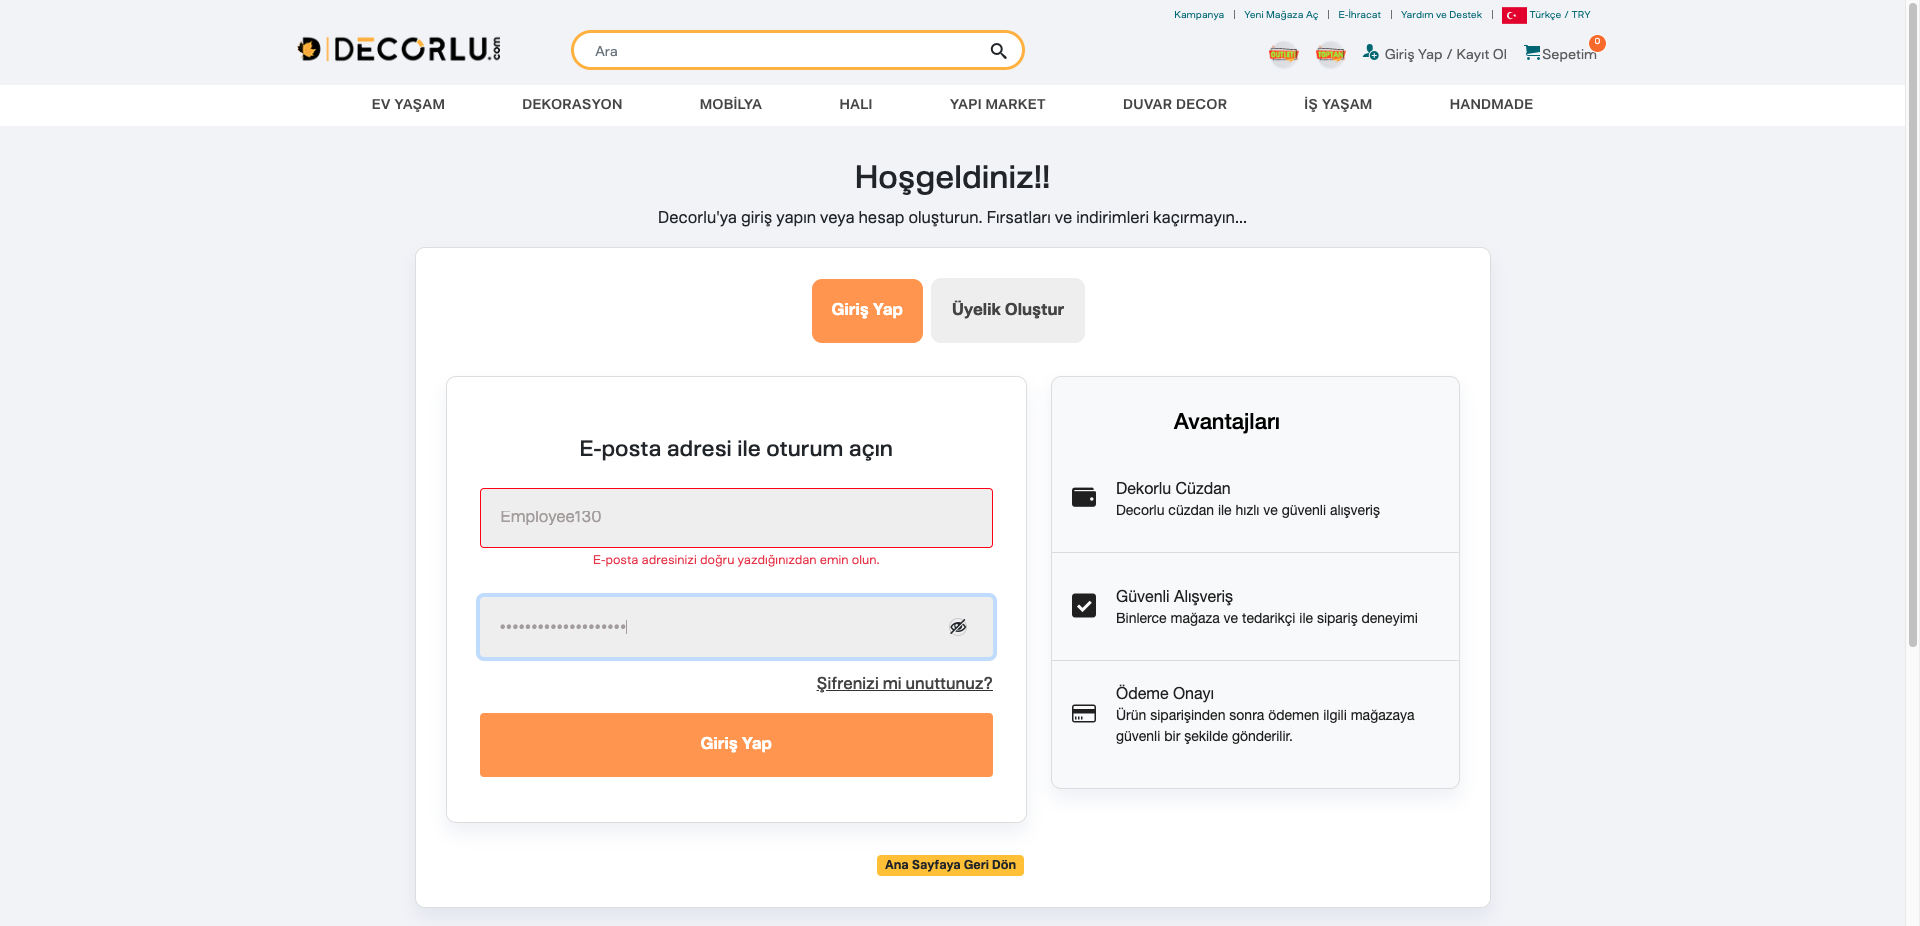 Kampanya | Yeni Mağaza Aç | E-İhracat | Yardım ve Destek | Türkçe / TRY
DECORLU.com
Ara
Giriş Yap / Kayıt Ol
Sepetim
0
EV YAŞAM
DEKORASYON
MOBİLYA
HALI
YAPI MARKET
DUVAR DECOR
İŞ YAŞAM
HANDMADE
Hoşgeldiniz!!
Decorlu'ya giriş yapın veya hesap oluşturun. Fırsatları ve indirimleri kaçırmayın...
Giriş Yap
Üyelik Oluştur
E-posta adresi ile oturum açın
Employee130
E-posta adresinizi doğru yazdığınızdan emin olun.
Şifrenizi mi unuttunuz?
Giriş Yap
Avantajları
Dekorlu Cüzdan
Decorlu cüzdan ile hızlı ve güvenli alışveriş
Güvenli Alışveriş
Binlerce mağaza ve tedarikçi ile sipariş deneyimi
Ödeme Onayı
Ürün siparişinden sonra ödemen ilgili mağazaya
güvenli bir şekilde gönderilir.
Ana Sayfaya Geri Dön